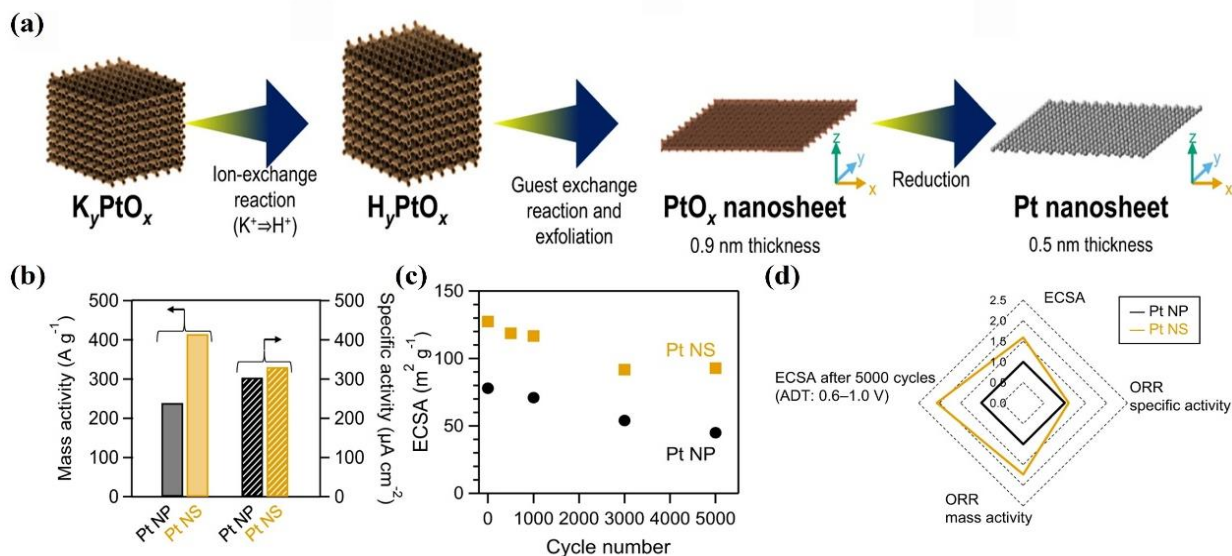 (a)
K_yPtO_x
Ion-exchange
reaction
(K⁺⇒H⁺)
H_yPtO_x
Guest exchange
reaction and
exfoliation
PtO_x nanosheet
0.9 nm thickness
z
y
x
Reduction
Pt nanosheet
0.5 nm thickness
z
y
x
(b)
Mass activity (A g⁻¹)
500
400
300
200
100
0
Pt NP
Pt NS
Pt NP
Pt NS
500
400
300
200
100
0
Specific activity (µA cm⁻²)
(c)
ECSA (m² g⁻¹)
150
100
50
0
Pt NS
Pt NP
0
1000
2000
3000
4000
5000
Cycle number
(d)
2.5
2.0
1.5
1.0
0.5
0.0
ECSA
Pt NP
Pt NS
ORR
specific activity
ECSA after 5000 cycles
(ADT: 0.6–1.0 V)
ORR
mass activity